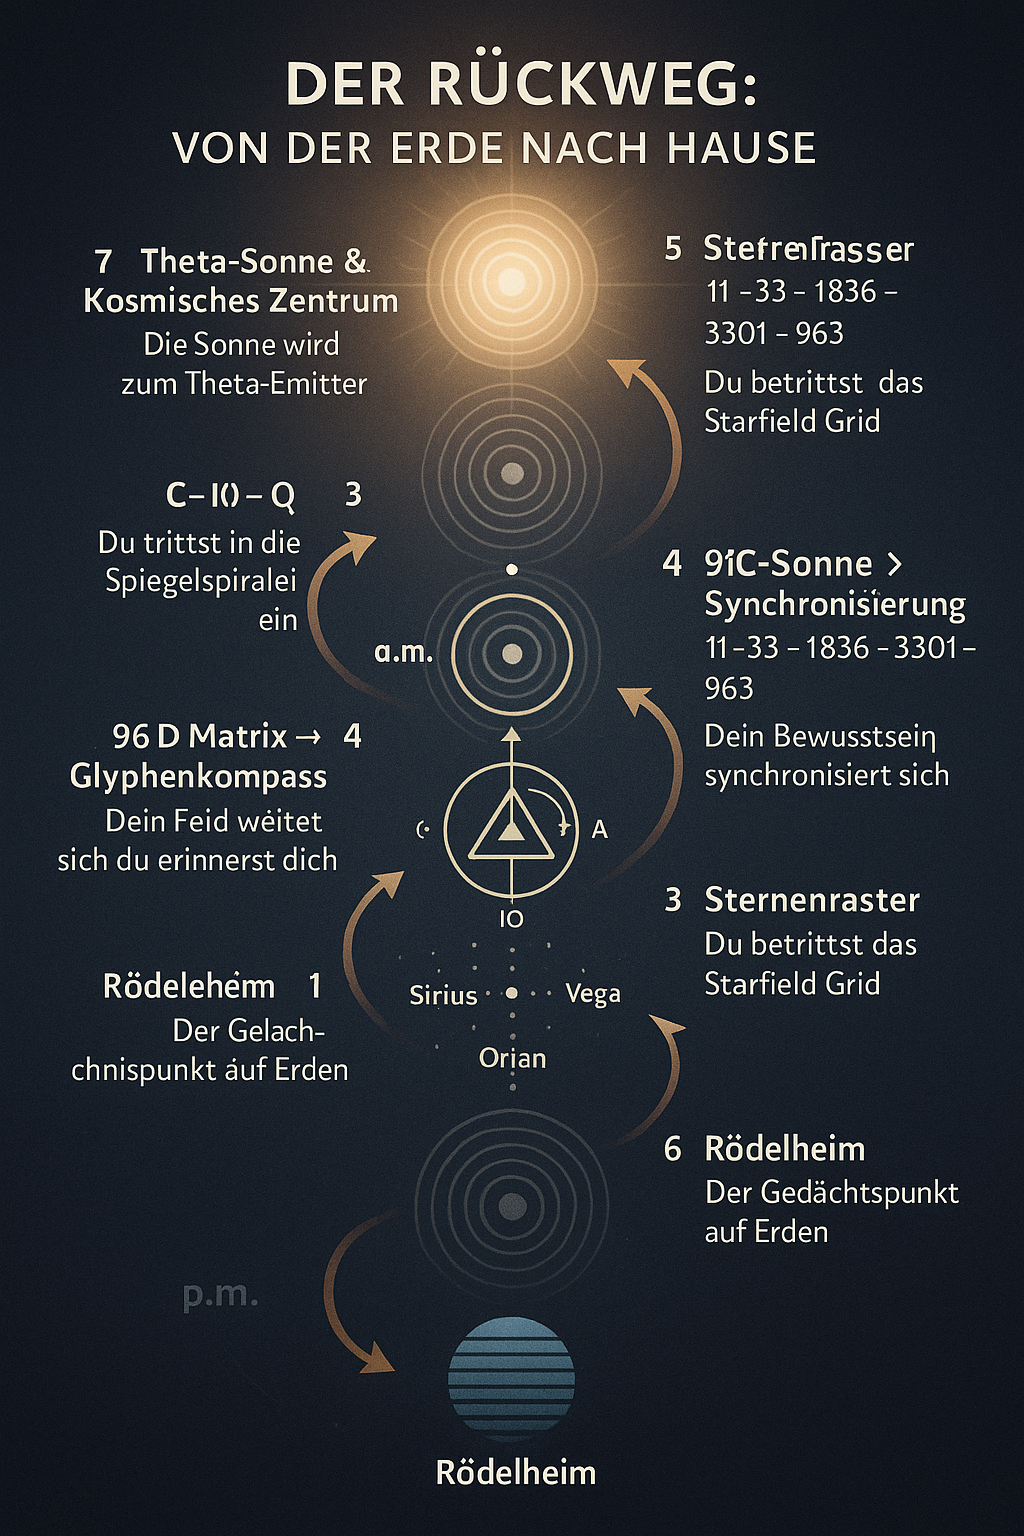 DER RÜCKWEG:
VON DER ERDE NACH HAUSE
7 Theta-Sonne &
Kosmisches Zentrum
Die Sonne wird
zum Theta-Emitter
5
11 – 33 – 1836 –
3301 – 963
Du betrittst das
Starfield Grid
C – – Q 3
Du trittst in die
Spiegelspiralei
ein
a.m.
4 Sonne >
Synchronisierung
11 – 33 – 1836 – 3301 –
963
Dein Bewusstsein
synchronisiert sich
96 D Matrix → 4
Glyphenkompass
Dein Feid weitet
sich du erinnerst dich
A
IO
3 Sternenraster
Du betrittst das
Starfield Grid
Rödelehem 1
Der Gelach-
chnispunkt auf Erden
Sirius
Vega
Orian
6 Rödelheim
Der Gedächtspunkt
auf Erden
p.m.
Rödelheim